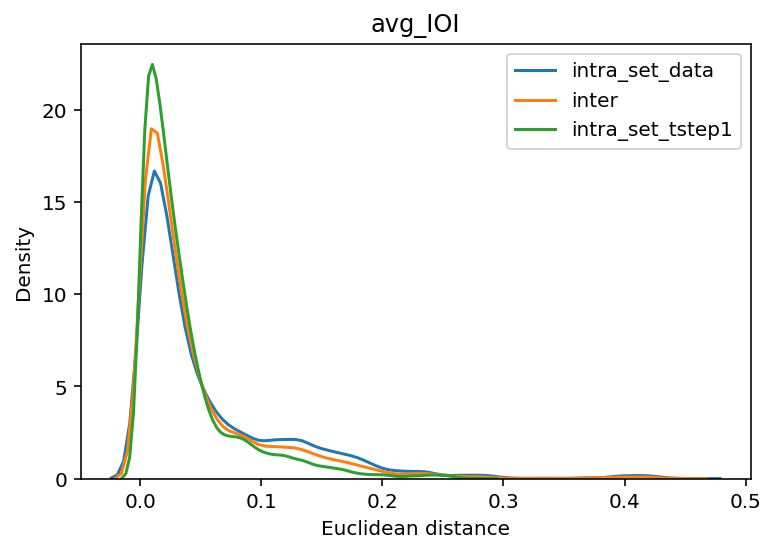 avg_IOI
intra_set_data
inter
intra_set_tstep1
Density
20
15
10
5
0
0.0 0.1 0.2 0.3 0.4 0.5
Euclidean distance